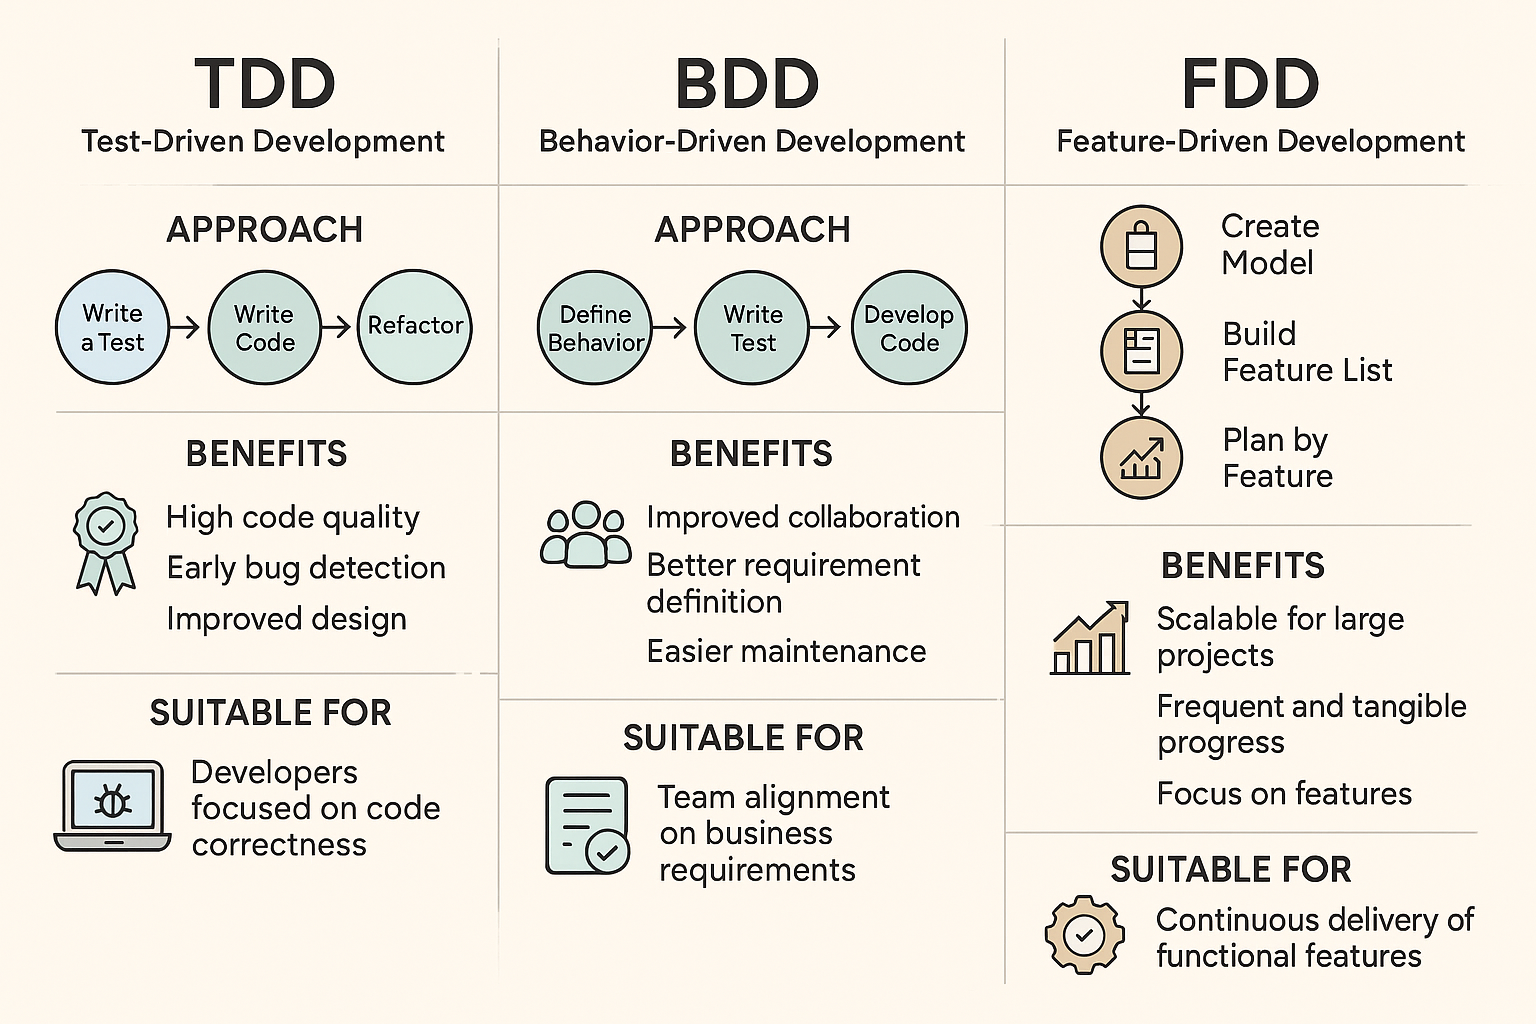 TDD
Test-Driven Development
APPROACH
Write
a Test
Write
Code
Refactor
BENEFITS
High code quality
Early bug detection
Improved design
SUITABLE FOR
Developers
focused on code
correctness
BDD
Behavior-Driven Development
APPROACH
Define
Behavior
Write
Test
Develop
Code
BENEFITS
Improved collaboration
Better requirement
definition
Easier maintenance
SUITABLE FOR
Team alignment
on business
requirements
FDD
Feature-Driven Development
Create
Model
Build
Feature List
Plan by
Feature
BENEFITS
Scalable for large
projects
Frequent and tangible
progress
Focus on features
SUITABLE FOR
Continuous delivery of
functional features